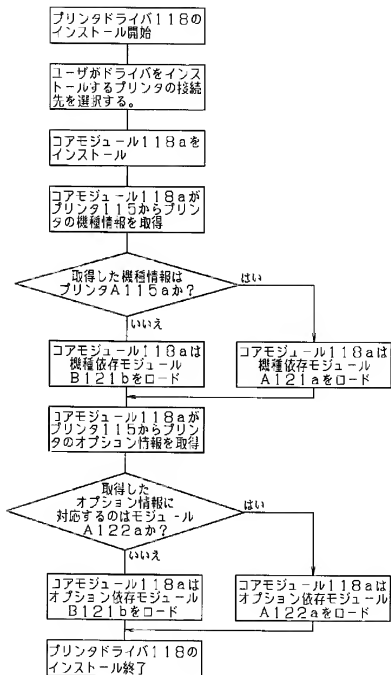 プリンタドライバ118の
インストール開始
ユーザがドライバをインス
トールするプリンタの接続
先を選択する。
コアモジュール118aを
インストール
コアモジュール118aが
プリンタ115からプリン
タの機種情報を取得
取得した機種情報は
プリンタA115aか?
はい
いいえ
コアモジュール118aは
機種依存モジュール
B121bをロード
コアモジュール118aは
機種依存モジュール
A121aをロード
コアモジュール118aが
プリンタ115からプリン
タのオプション情報を取得
取得した
オプション情報に
対応するのはモジュール
A122aか?
はい
いいえ
コアモジュール118aは
オプション依存モジュール
B121bをロード
コアモジュール118aは
オプション依存モジュール
A122aをロード
プリンタドライバ118の
インストール終了